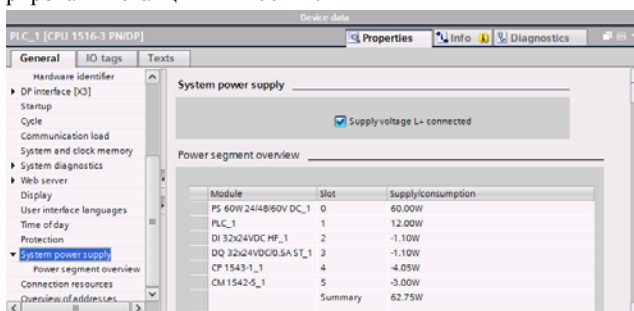 Device data
PLC_1 [CPU 1516-3 PN/DP]
Properties
Info
Diagnostics
General
IO tags
Texts
Hardware identifier
DP interface [X3]
Startup
Cycle
Communication load
System and clock memory
System diagnostics
Web server
Display
User interface languages
Time of day
Protection
System power supply
Power segment overview
Connection resources
Overview of addresses
System power supply
Supply voltage L+ connected
Power segment overview
Module Slot Supply/consumption
PS 60W 24/48/60V DC_1 0 60.00W
PLC_1 1 12.00W
DI 32x24VDC HF_1 2 -1.10W
DQ 32x24VDC/0.5A ST_1 3 -1.10W
CP 1543-1_1 4 -4.05W
CM 1542-5_1 5 -3.00W
Summary 62.75W